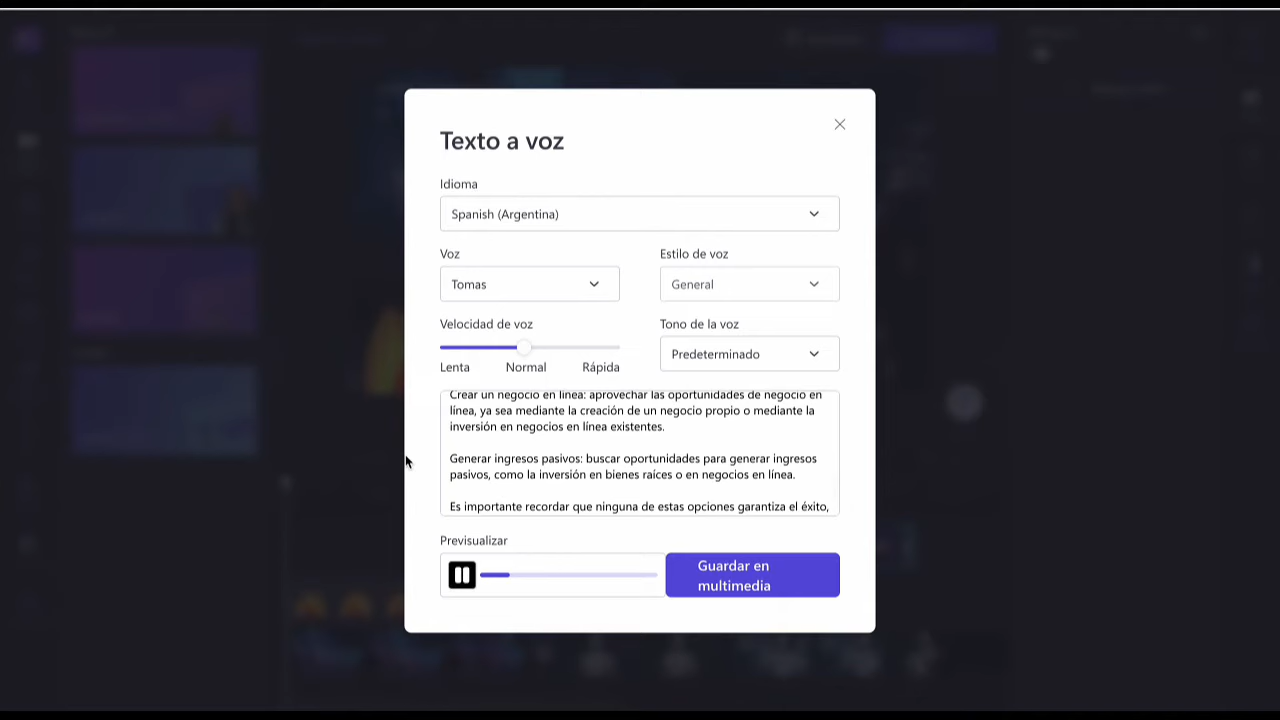 Texto a voz
Idioma
Spanish (Argentina)
Voz
Estilo de voz
Tomas
General
Velocidad de voz
Tono de la voz
Predeterminado
Lenta
Normal
Rápida
Crear un negocio en línea: aprovechar las oportunidades de negocio en
línea, ya sea mediante la creación de un negocio propio o mediante la
inversión en negocios en línea existentes.
Generar ingresos pasivos: buscar oportunidades para generar ingresos
pasivos, como la inversión en bienes raíces o en negocios en línea.
Es importante recordar que ninguna de estas opciones garantiza el éxito,
Previsualizar
Guardar en
multimedia